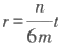 r = n/(6m) t